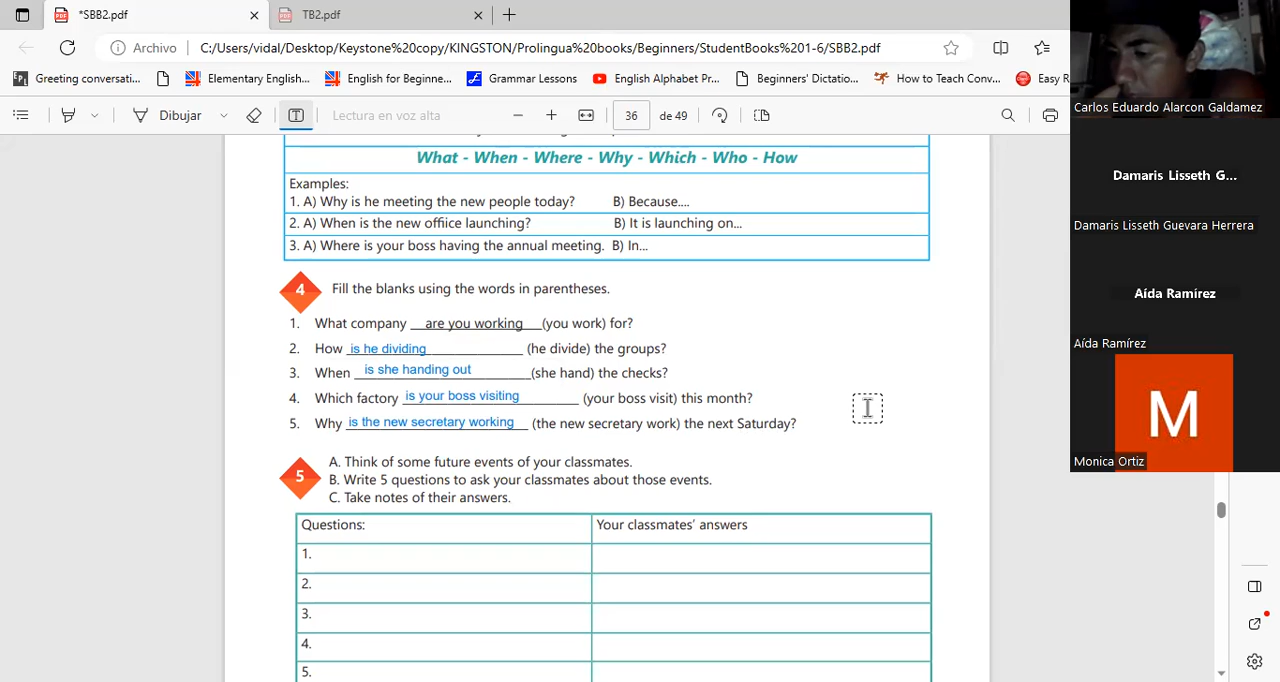 *SBB2.pdf
TB2.pdf
Archivo
C:/Users/vidal/Desktop/Keystone%20copy/KINGSTON/Prolingua%20books/Beginners/StudentBooks%201-6/SBB2.pdf
Greeting conversati...
Elementary English...
English for Beginne...
Grammar Lessons
English Alphabet Pr...
Beginners' Dictatio...
How to Teach Conv...
Easy R
Dibujar
Lectura en voz alta
36
de 49
What - When - Where - Why - Which - Who - How
Examples:
1. A) Why is he meeting the new people today? B) Because....
2. A) When is the new offiice launching? B) It is launching on...
3. A) Where is your boss having the annual meeting. B) In...
4 Fill the blanks using the words in parentheses.
1. What company __are you working__(you work) for?
2. How is he dividing____________ (he divide) the groups?
3. When _is she handing out________(she hand) the checks?
4. Which factory is your boss visiting________ (your boss visit) this month?
5. Why is the new secretary working__ (the new secretary work) the next Saturday?
5 A. Think of some future events of your classmates.
B. Write 5 questions to ask your classmates about those events.
C. Take notes of their answers.
Questions: Your classmates' answers
1.
2.
3.
4.
5.
Carlos Eduardo Alarcon Galdamez
Damaris Lisseth G...
Damaris Lisseth Guevara Herrera
Aída Ramírez
Aída Ramírez
M
Monica Ortiz